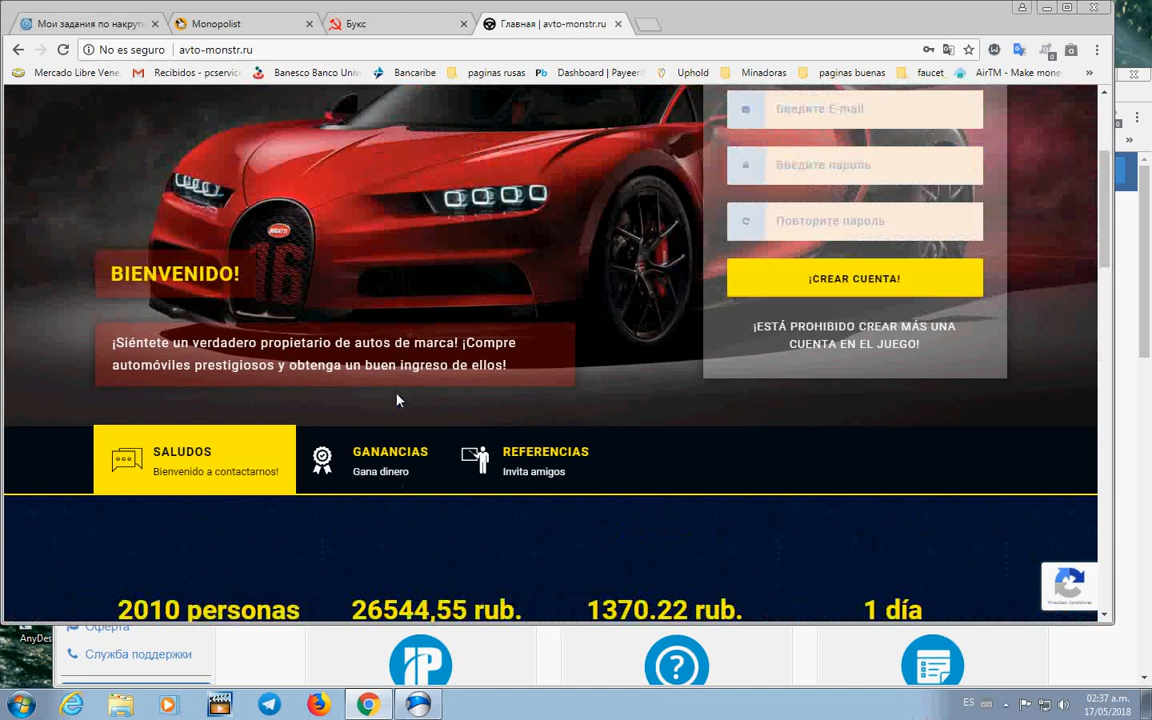 Мои задания по накрутк
Monopolist
Букс
Главная | avto-monstr.ru
No es seguro
avto-monstr.ru
Mercado Libre Vene
Recibidos - pcservic
Banesco Banco Univ
Bancaribe
paginas rusas
Dashboard | Payeer
Uphold
Minadoras
paginas buenas
faucet
AirTM - Make mone
»
Введите E-mail
Введите пароль
Повторите пароль
¡CREAR CUENTA!
¡ESTÁ PROHIBIDO CREAR MÁS UNA
CUENTA EN EL JUEGO!
BUGATTI
16
BIENVENIDO!
¡Siéntete un verdadero propietario de autos de marca! ¡Compre
automóviles prestigiosos y obtenga un buen ingreso de ellos!
SALUDOS
Bienvenido a contactarnos!
GANANCIAS
Gana dinero
REFERENCIAS
Invita amigos
2010 personas
26544,55 rub.
1370.22 rub.
1 día
AnyDes
Оферта
Служба поддержки
IP
?
ES
02:37 a.m.
17/05/2018